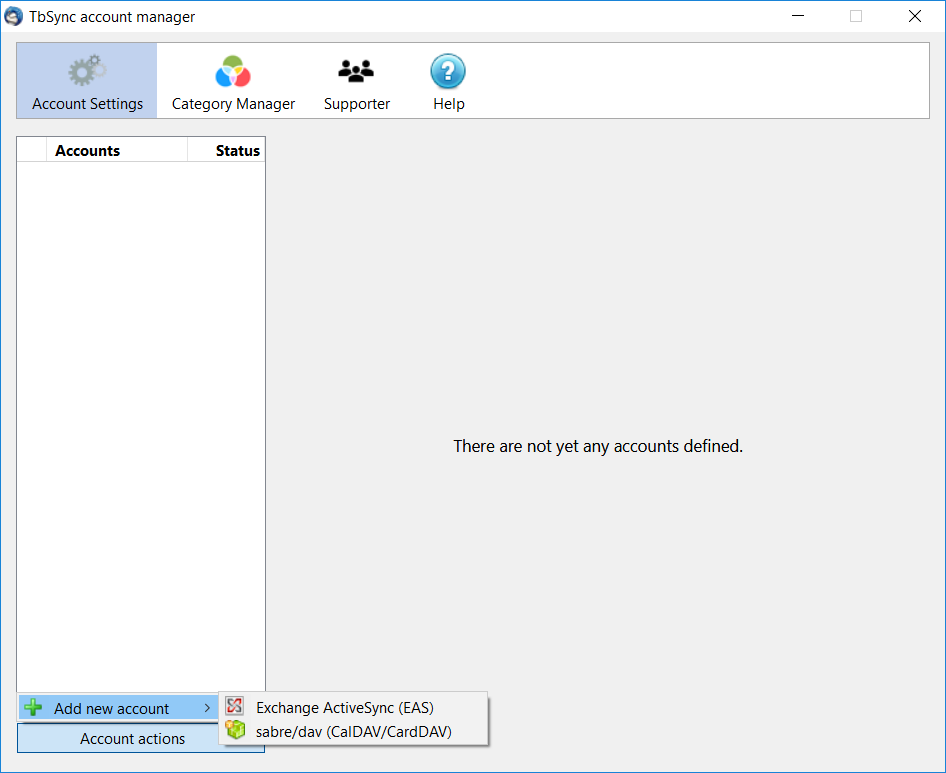 TbSync account manager
Account Settings
Category Manager
Supporter
Help
Accounts
Status
There are not yet any accounts defined.
Add new account
Exchange ActiveSync (EAS)
sabre/dav (CalDAV/CardDAV)
Account actions